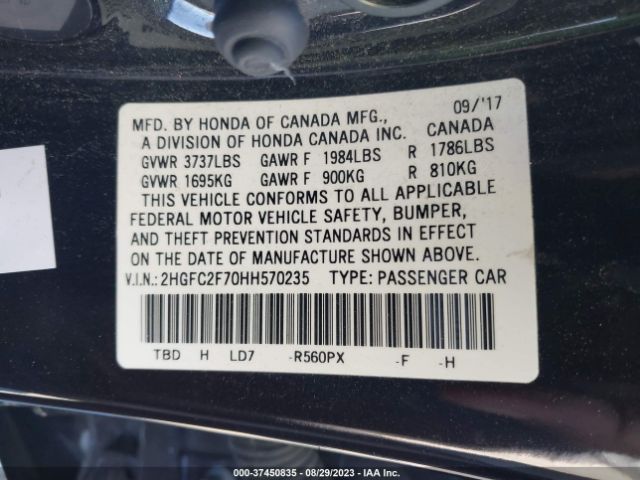 09/'17
MFD. BY HONDA OF CANADA MFG.,
A DIVISION OF HONDA CANADA INC. CANADA
GVWR 3737LBS GAWR F 1984LBS R 1786LBS
GVWR 1695KG GAWR F 900KG R 810KG
THIS VEHICLE CONFORMS TO ALL APPLICABLE
FEDERAL MOTOR VEHICLE SAFETY, BUMPER,
AND THEFT PREVENTION STANDARDS IN EFFECT
ON THE DATE OF MANUFACTURE SHOWN ABOVE.
V.I.N.: 2HGFC2F70HH570235 TYPE: PASSENGER CAR
TBD H LD7 -R560PX -F -H
000-37450835 - 08/29/2023 - IAA Inc.